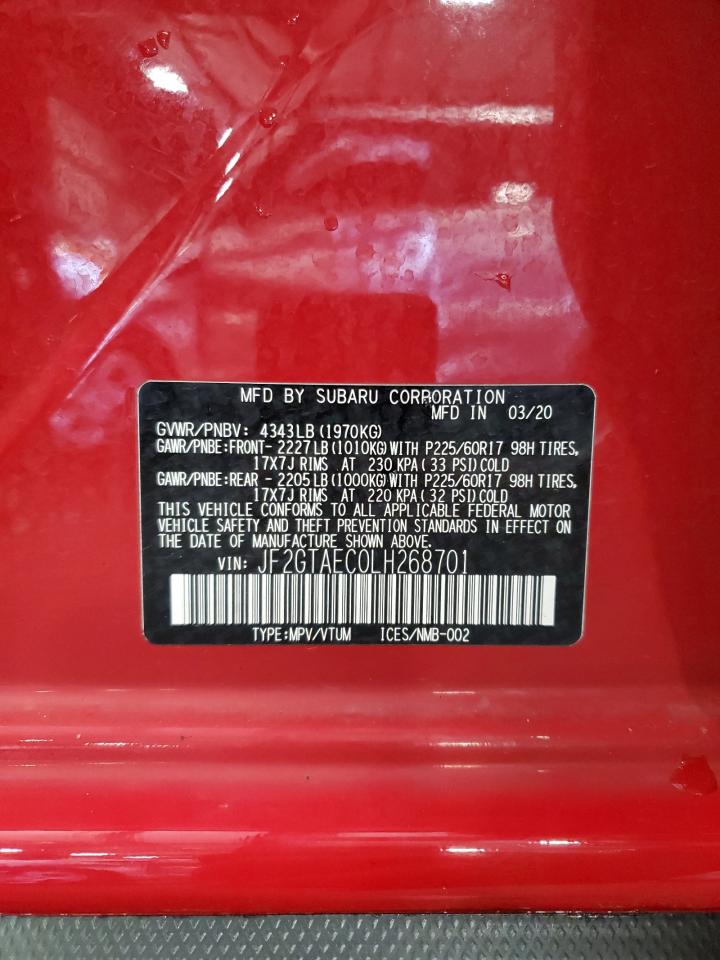 MFD BY SUBARU CORPORATION
MFD IN 03/20
GVWR/PNBV: 4343LB (1970KG)
GAWR/PNBE:FRONT- 2227LB (1010KG) WITH P225/60R17 98H TIRES,
17X7J RIMS AT 230 KPA (33 PSI) COLD
GAWR/PNBE:REAR - 2205LB (1000KG) WITH P225/60R17 98H TIRES,
17X7J RIMS AT 220 KPA (32 PSI) COLD
THIS VEHICLE CONFORMS TO ALL APPLICABLE FEDERAL MOTOR
VEHICLE SAFETY AND THEFT PREVENTION STANDARDS IN EFFECT ON
THE DATE OF MANUFACTURE SHOWN ABOVE.
VIN: JF2GTAEC0LH268701
TYPE:MPV/VTUM ICES/NMB-002